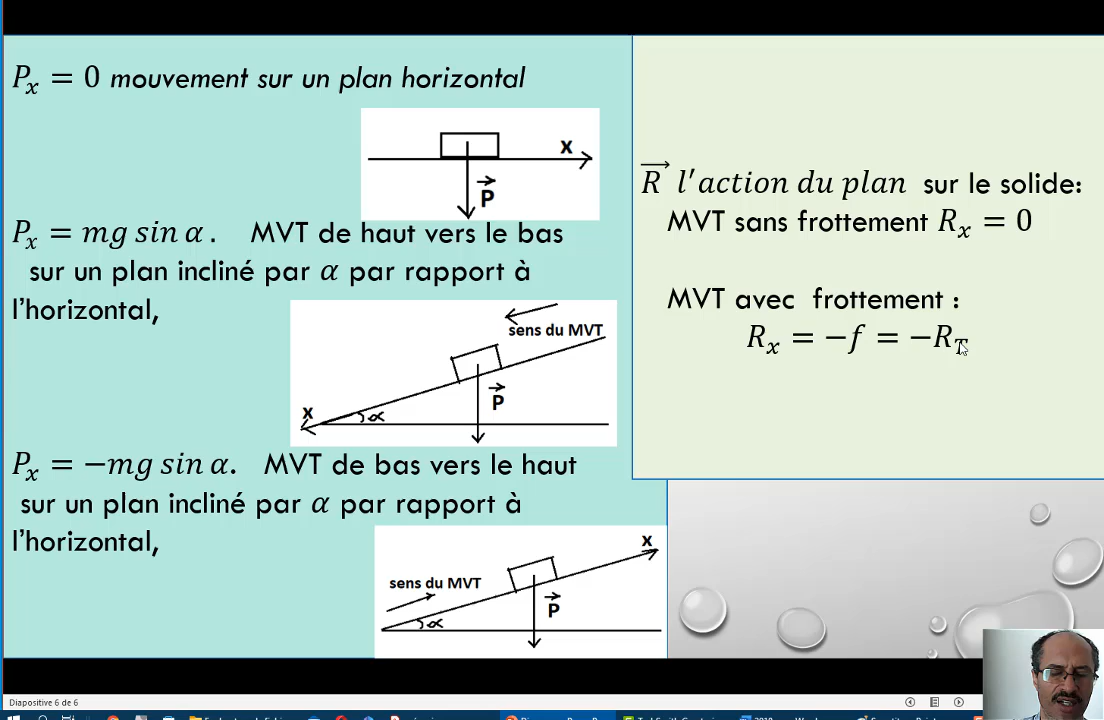 Pₓ = 0 mouvement sur un plan horizontal
x
P⃗
Pₓ = mg sin α . MVT de haut vers le bas
sur un plan incliné par α par rapport à
l'horizontal,
sens du MVT
x
α
P⃗
Pₓ = −mg sin α. MVT de bas vers le haut
sur un plan incliné par α par rapport à
l'horizontal,
x
sens du MVT
α
P⃗
R⃗ l'action du plan sur le solide:
MVT sans frottement Rₓ = 0
MVT avec frottement :
Rₓ = −f = −R_T
Diapositive 6 de 6